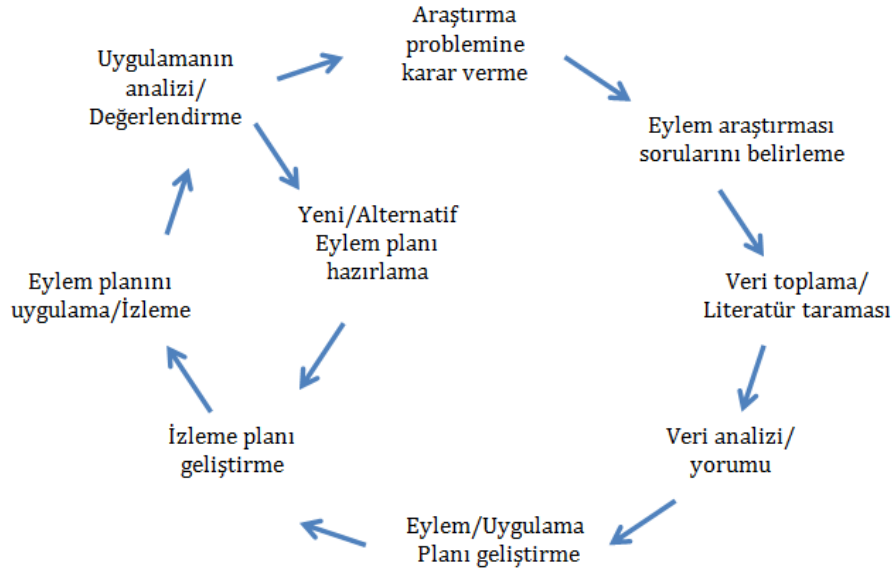 Araştırma
problemine
karar verme
Eylem araştırması
sorularını belirleme
Veri toplama/
Literatür taraması
Veri analizi/
yorumu
Eylem/Uygulama
Planı geliştirme
İzleme planı
geliştirme
Eylem planını
uygulama/İzleme
Uygulamanın
analizi/
Değerlendirme
Yeni/Alternatif
Eylem planı
hazırlama